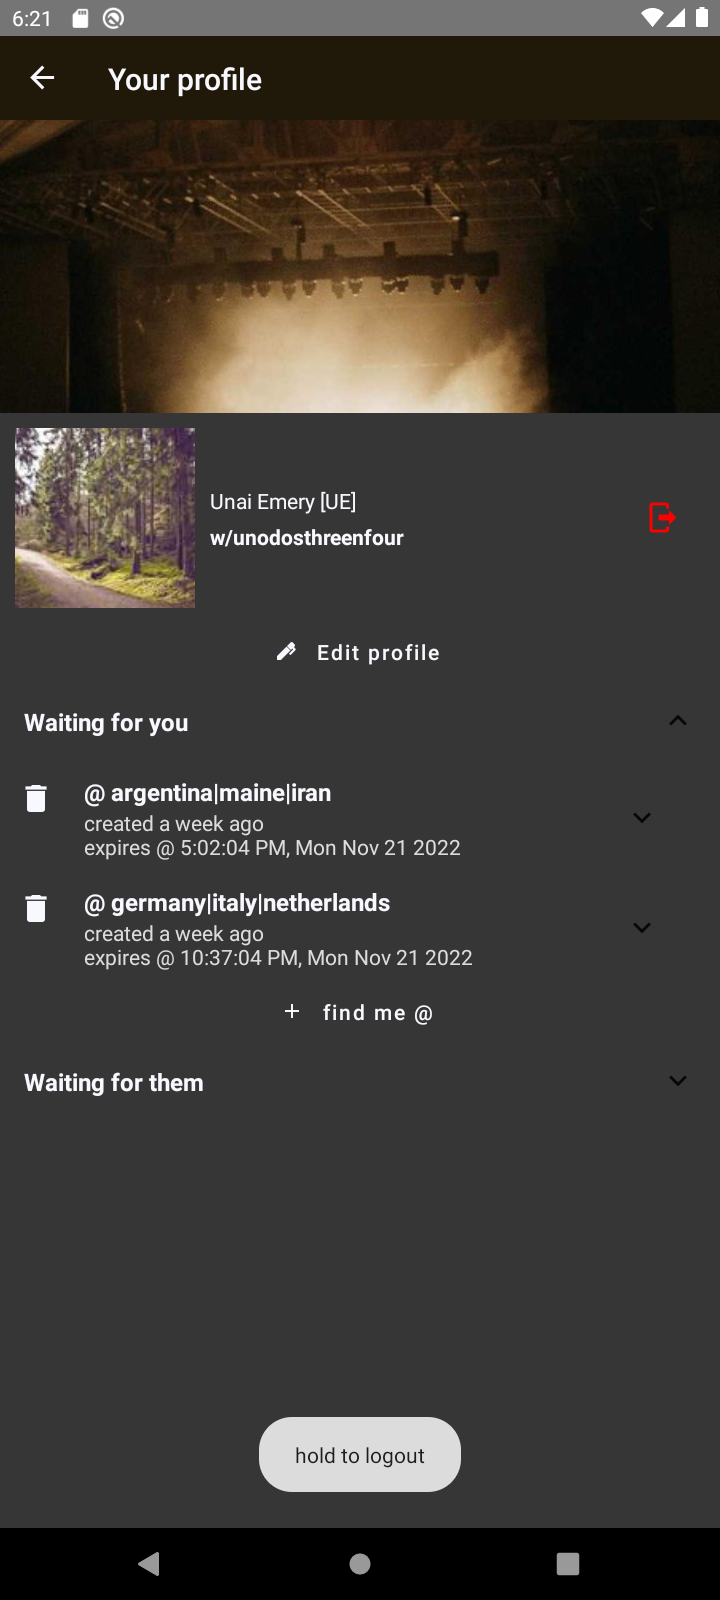 6:21
Your profile
Unai Emery [UE]
w/unodosthreenfour
Edit profile
Waiting for you
@ argentina|maine|iran
created a week ago
expires @ 5:02:04 PM, Mon Nov 21 2022
@ germany|italy|netherlands
created a week ago
expires @ 10:37:04 PM, Mon Nov 21 2022
+ find me @
Waiting for them
hold to logout